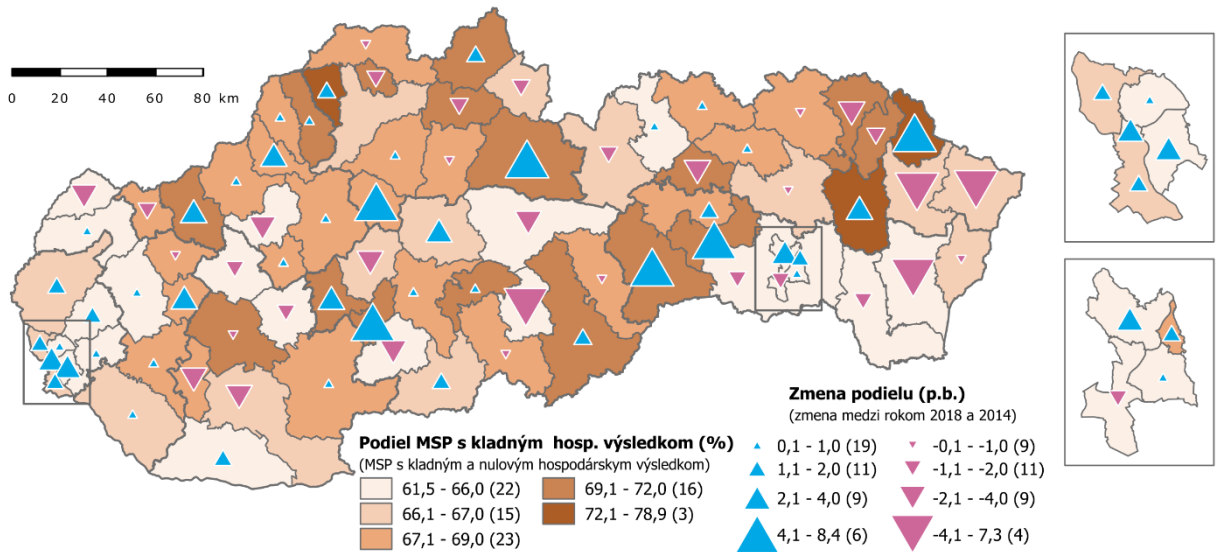 0 20 40 60 80 km
Podiel MSP s kladným hosp. výsledkom (%)
(MSP s kladným a nulovým hospodárskym výsledkom)
61,5 - 66,0 (22)
66,1 - 67,0 (15)
67,1 - 69,0 (23)
69,1 - 72,0 (16)
72,1 - 78,9 (3)
Zmena podielu (p.b.)
(zmena medzi rokom 2018 a 2014)
0,1 - 1,0 (19)
1,1 - 2,0 (11)
2,1 - 4,0 (9)
4,1 - 8,4 (6)
-0,1 - -1,0 (9)
-1,1 - -2,0 (11)
-2,1 - -4,0 (9)
-4,1 - 7,3 (4)